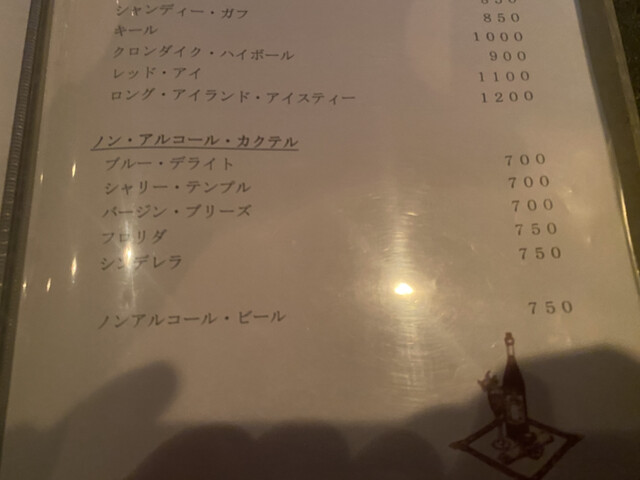 シャンディー・ガフ 850
キール 1000
クロンダイク・ハイボール 900
レッド・アイ 1100
ロング・アイランド・アイスティー 1200
ノン・アルコール・カクテル
ブルー・デライト 700
シャリー・テンプル 700
バージン・ブリーズ 700
フロリダ 750
シンデレラ 750
ノンアルコール・ビール 750